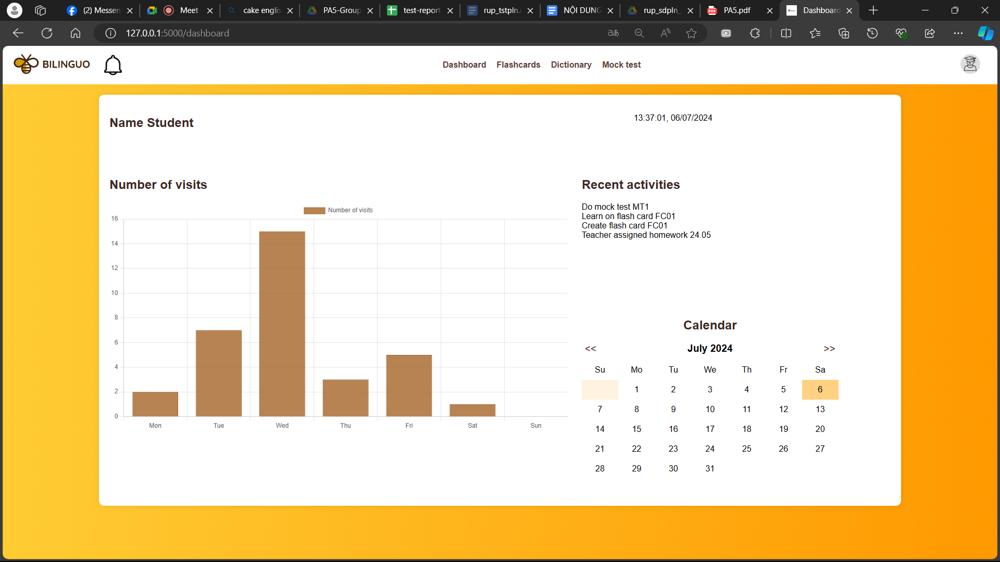 (2) Messen
Meet
cake englis
PA5-Group
test-report
rup_tstpln.
NỘI DUNG
rup_sdpln_
PA5.pdf
Dashboard
127.0.0.1:5000/dashboard
BILINGUO
Dashboard Flashcards Dictionary Mock test
Name Student
13:37:01, 06/07/2024
Number of visits
Number of visits
16
14
12
10
8
6
4
2
0
Mon Tue Wed Thu Fri Sat Sun
Recent activities
Do mock test MT1
Learn on flash card FC01
Create flash card FC01
Teacher assigned homework 24.05
Calendar
<< July 2024 >>
Su Mo Tu We Th Fr Sa
1 2 3 4 5 6
7 8 9 10 11 12 13
14 15 16 17 18 19 20
21 22 23 24 25 26 27
28 29 30 31